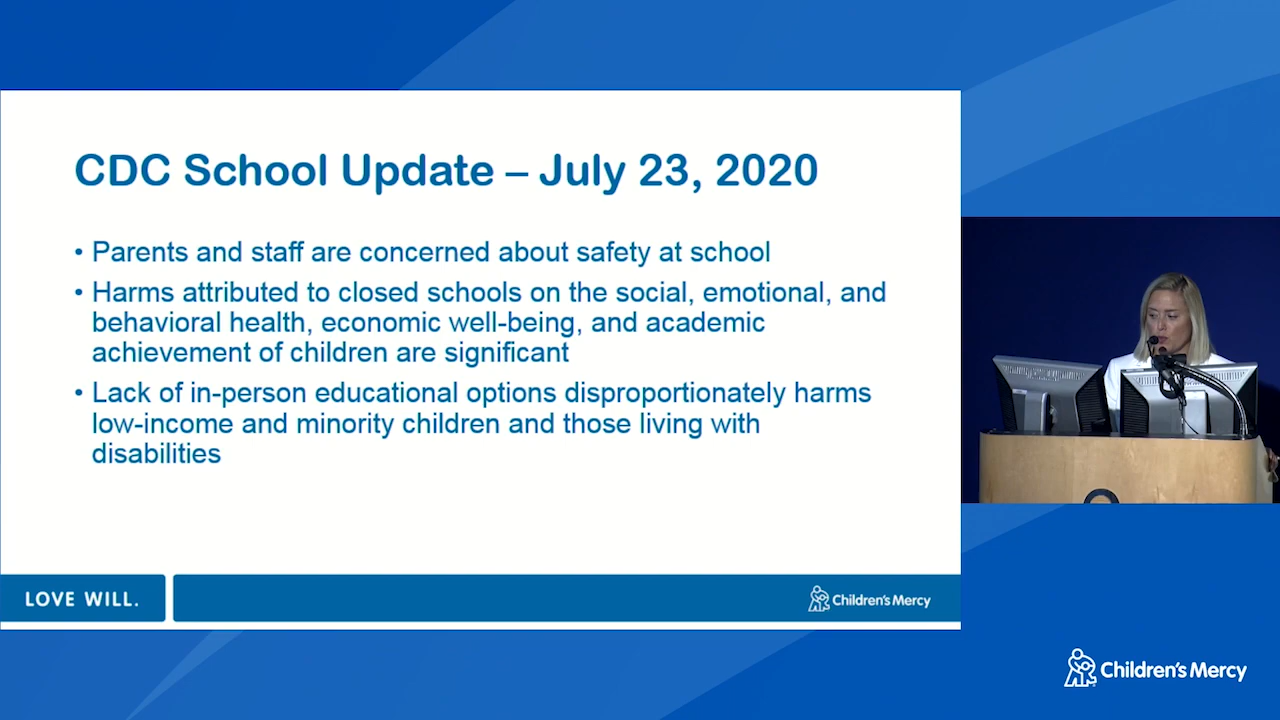 CDC School Update – July 23, 2020
• Parents and staff are concerned about safety at school
• Harms attributed to closed schools on the social, emotional, and
behavioral health, economic well-being, and academic
achievement of children are significant
• Lack of in-person educational options disproportionately harms
low-income and minority children and those living with
disabilities
LOVE WILL.
Children's Mercy
Children's Mercy